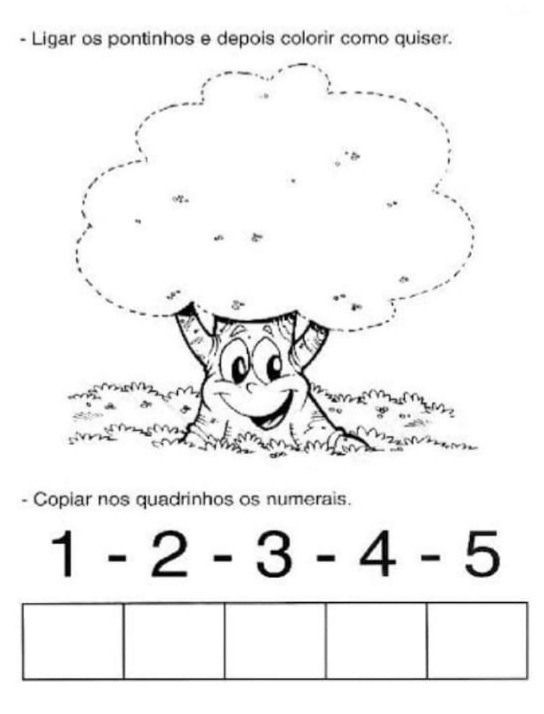 - Ligar os pontinhos e depois colorir como quiser.
- Copiar nos quadrinhos os numerais.
1 - 2 - 3 - 4 - 5